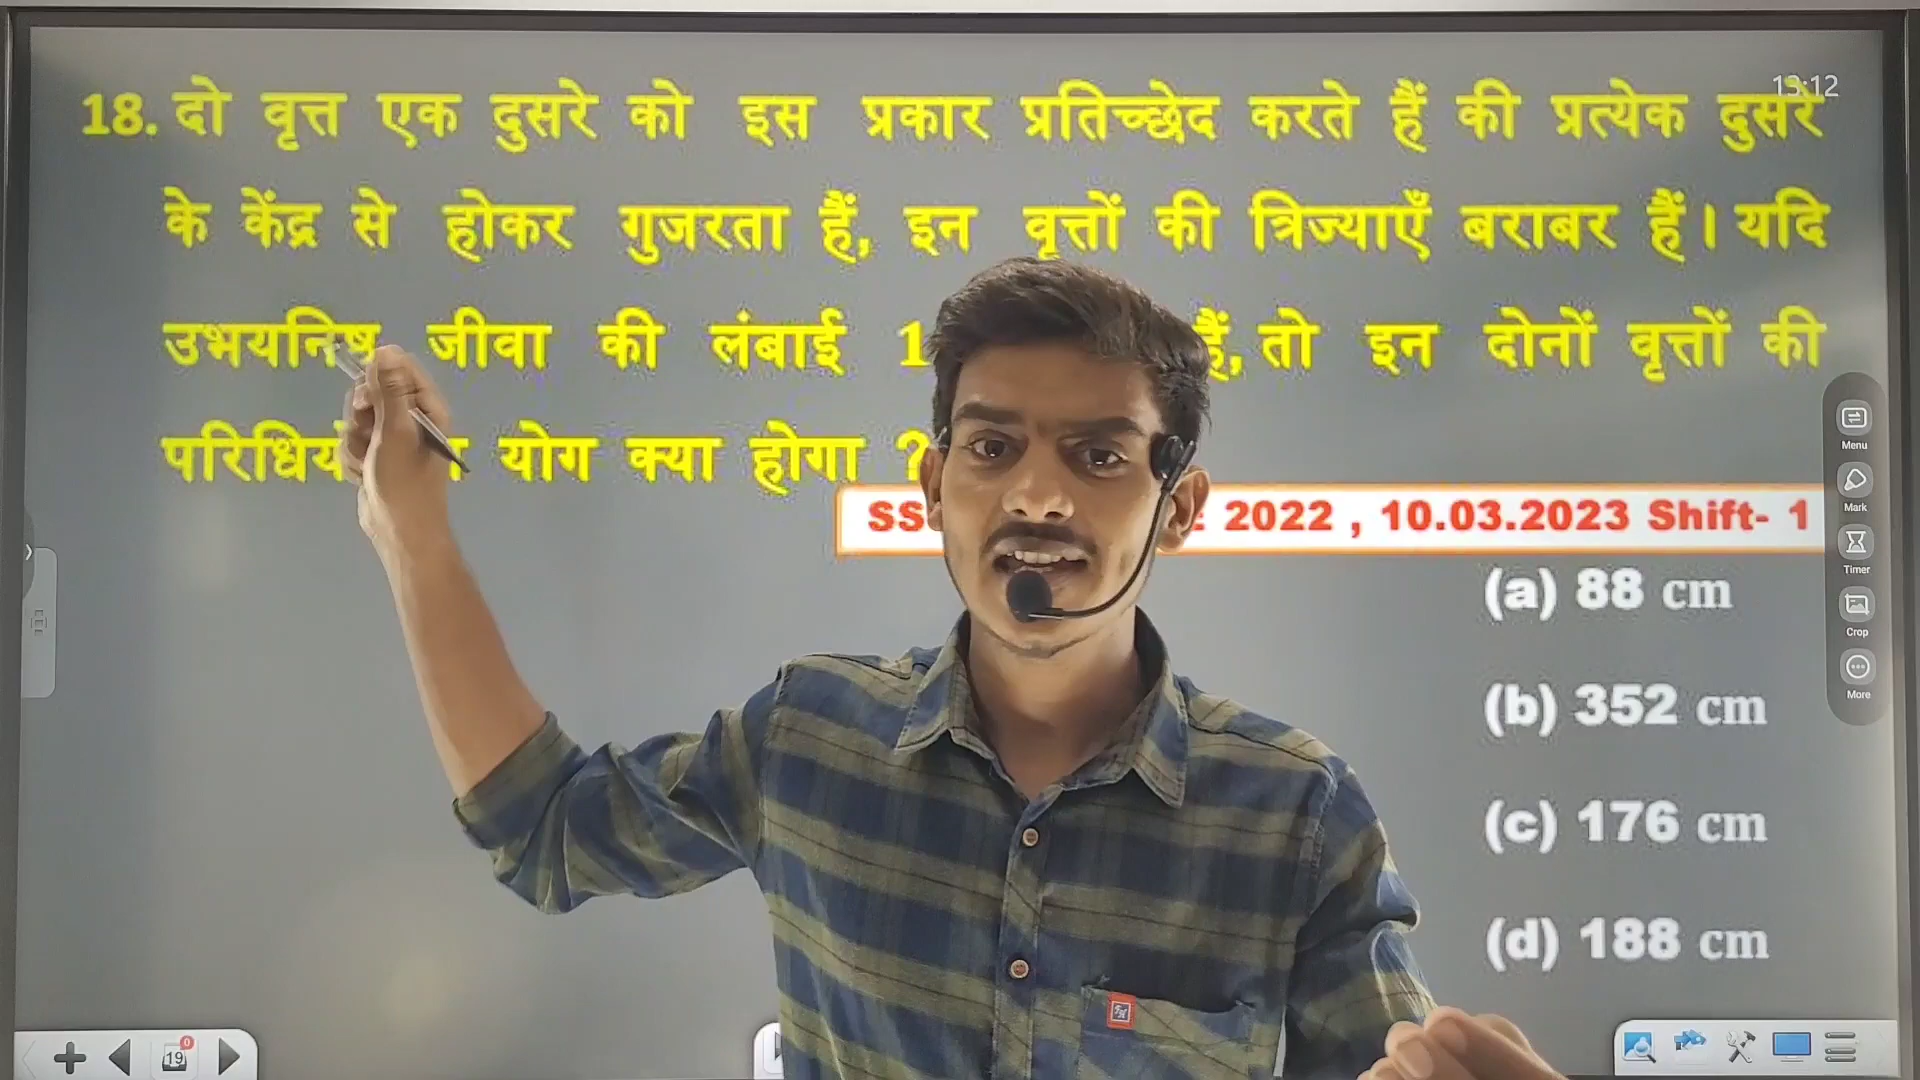 13:12
18. दो वृत्त एक दुसरे को इस प्रकार प्रतिच्छेद करते हैं की प्रत्येक दुसरे
के केंद्र से होकर गुजरता हैं, इन वृत्तों की त्रिज्याएँ बराबर हैं। यदि
उभयनिष्ठ जीवा की लंबाई हैं, तो इन दोनों वृत्तों की
योग क्या होगा ?
2022 , 10.03.2023 Shift- 1
(a) 88 cm
(b) 352 cm
(c) 176 cm
(d) 188 cm
Menu
Mark
Timer
Crop
More
19
0